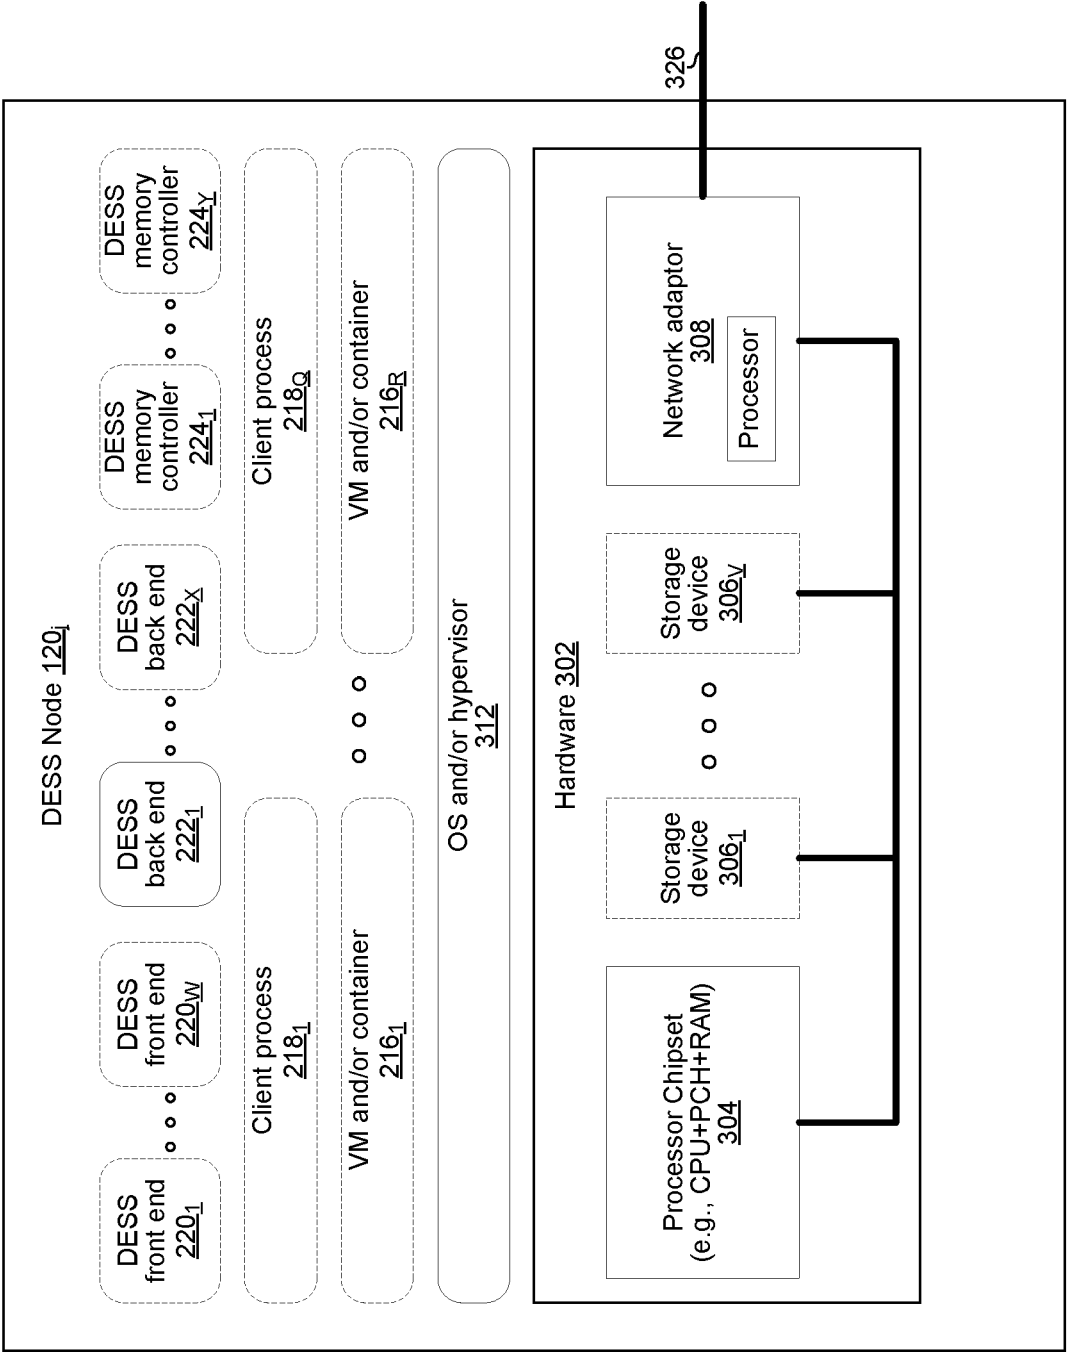 DESS Node 120j
DESS
front end
2201
DESS
front end
220W
DESS
back end
2221
DESS
back end
222X
DESS
memory
controller
2241
DESS
memory
controller
224Y
Client process
2181
Client process
218Q
VM and/or container
2161
VM and/or container
216R
OS and/or hypervisor
312
Hardware 302
Processor Chipset
(e.g., CPU+PCH+RAM)
304
Storage
device
3061
Storage
device
306V
Network adaptor
308
Processor
326